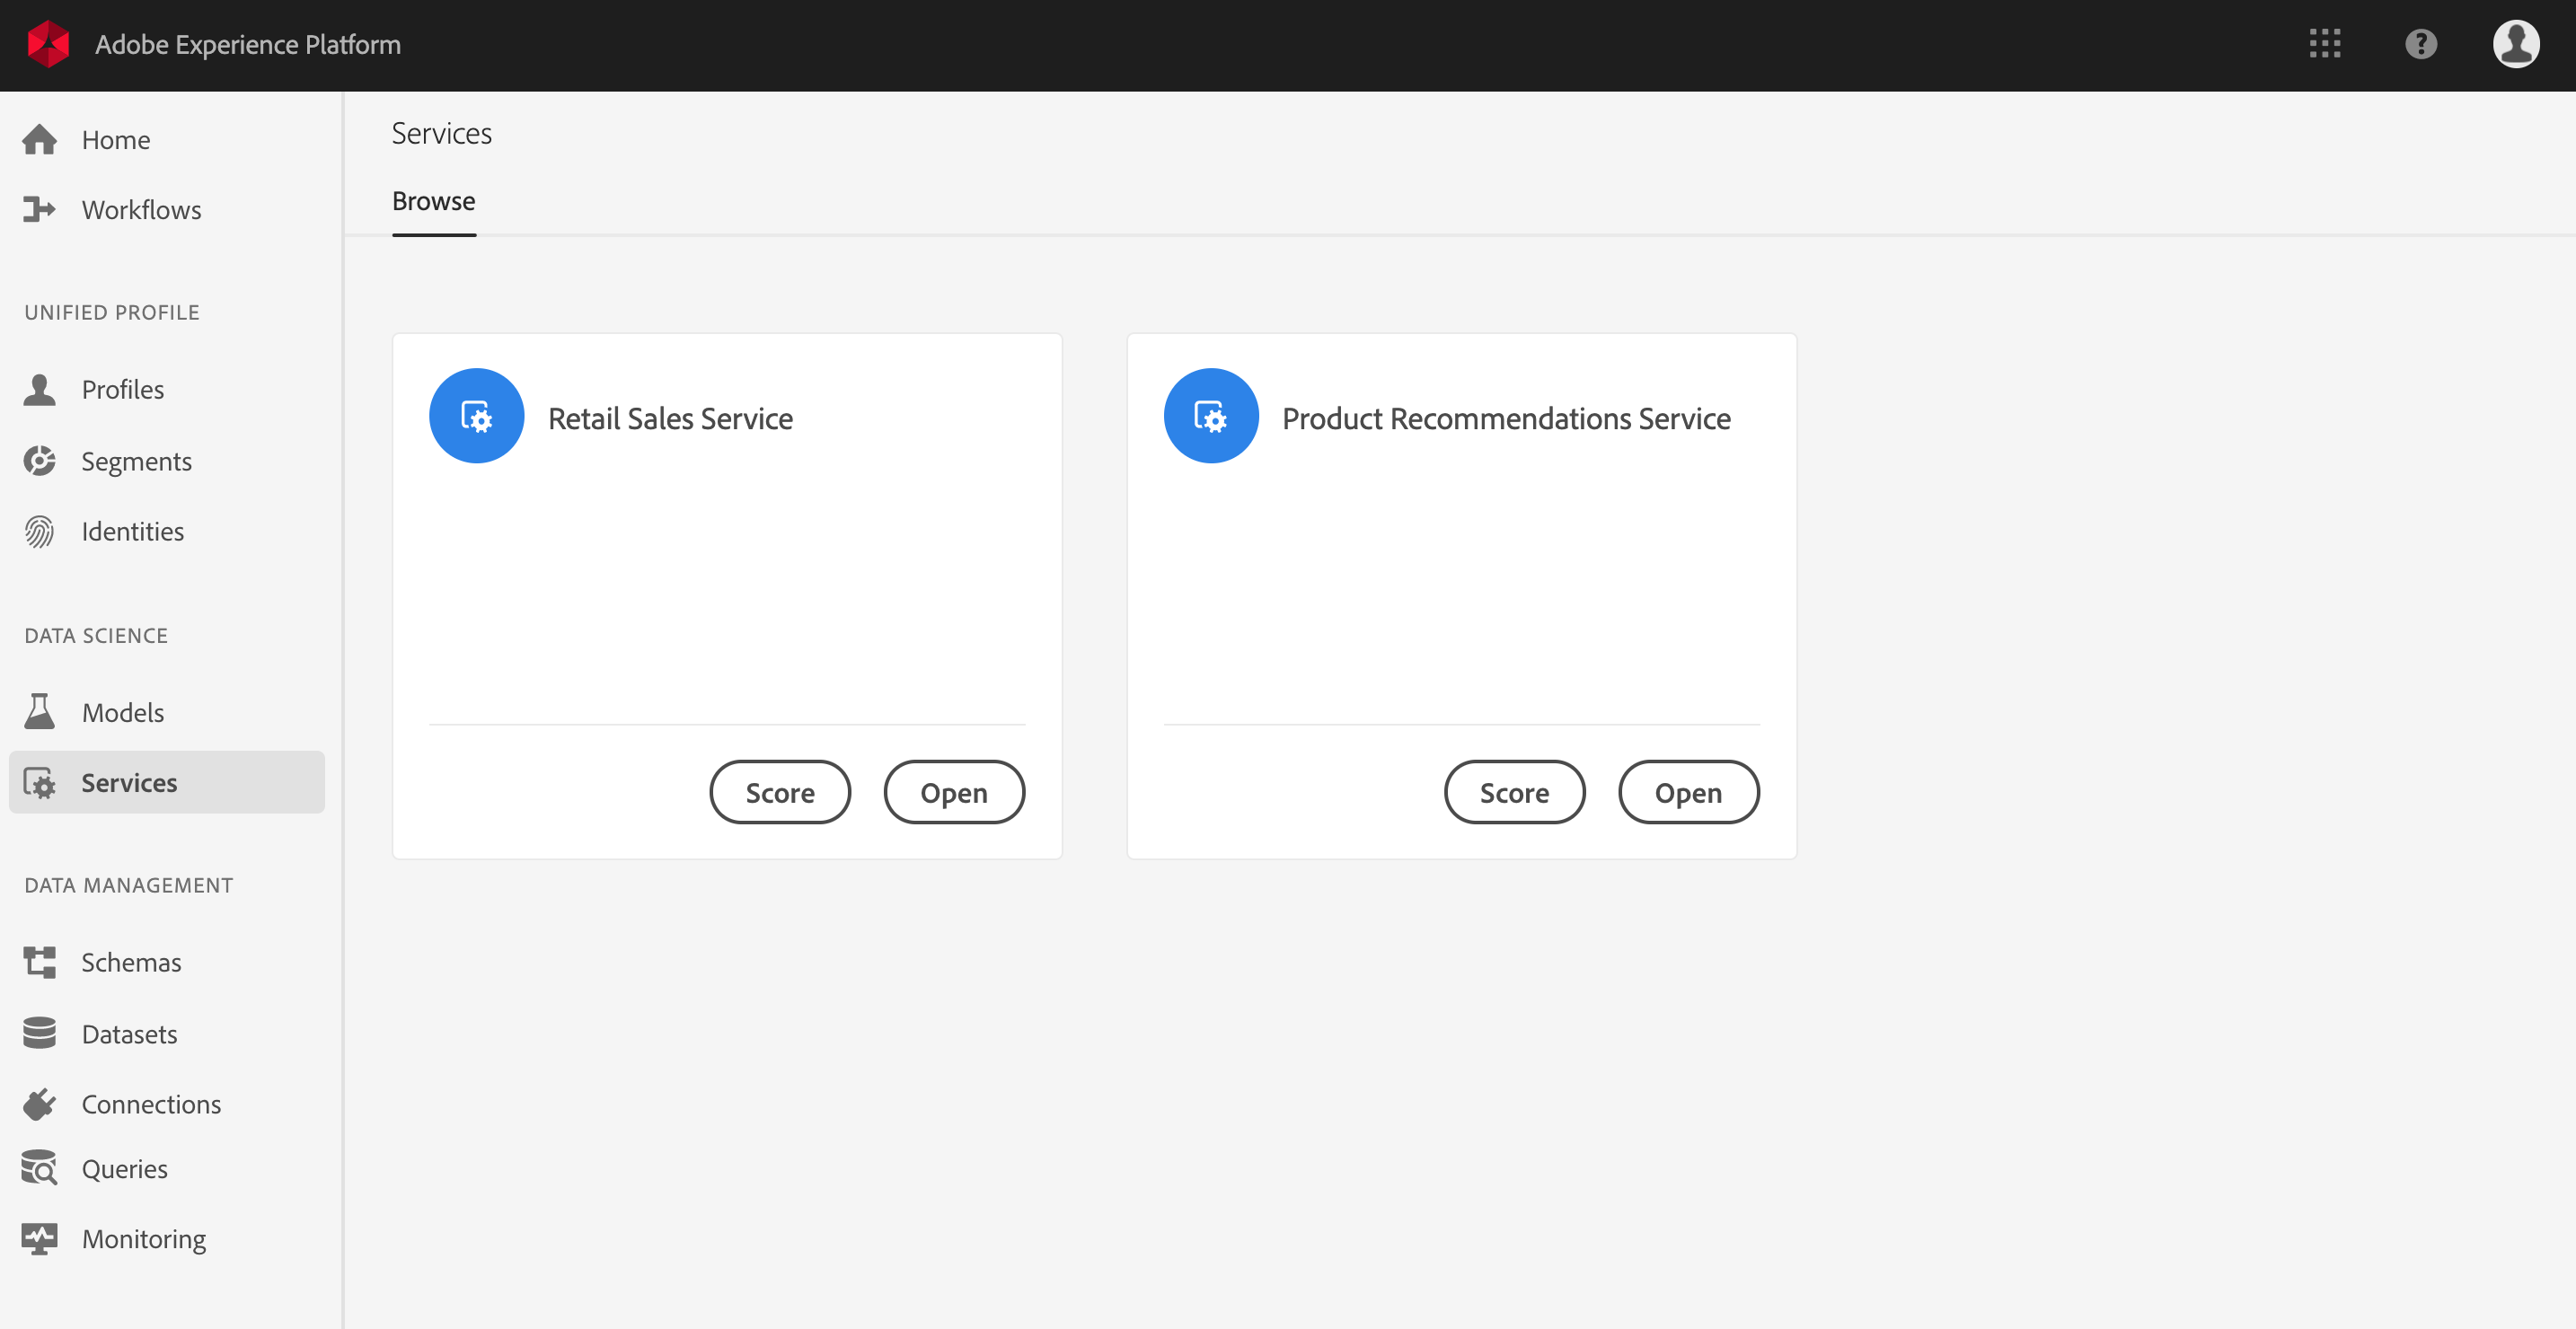 Adobe Experience Platform
?
Home
Workflows
UNIFIED PROFILE
Profiles
Segments
Identities
DATA SCIENCE
Models
Services
DATA MANAGEMENT
Schemas
Datasets
Connections
Queries
Monitoring
Services
Browse
Retail Sales Service
Score
Open
Product Recommendations Service
Score
Open